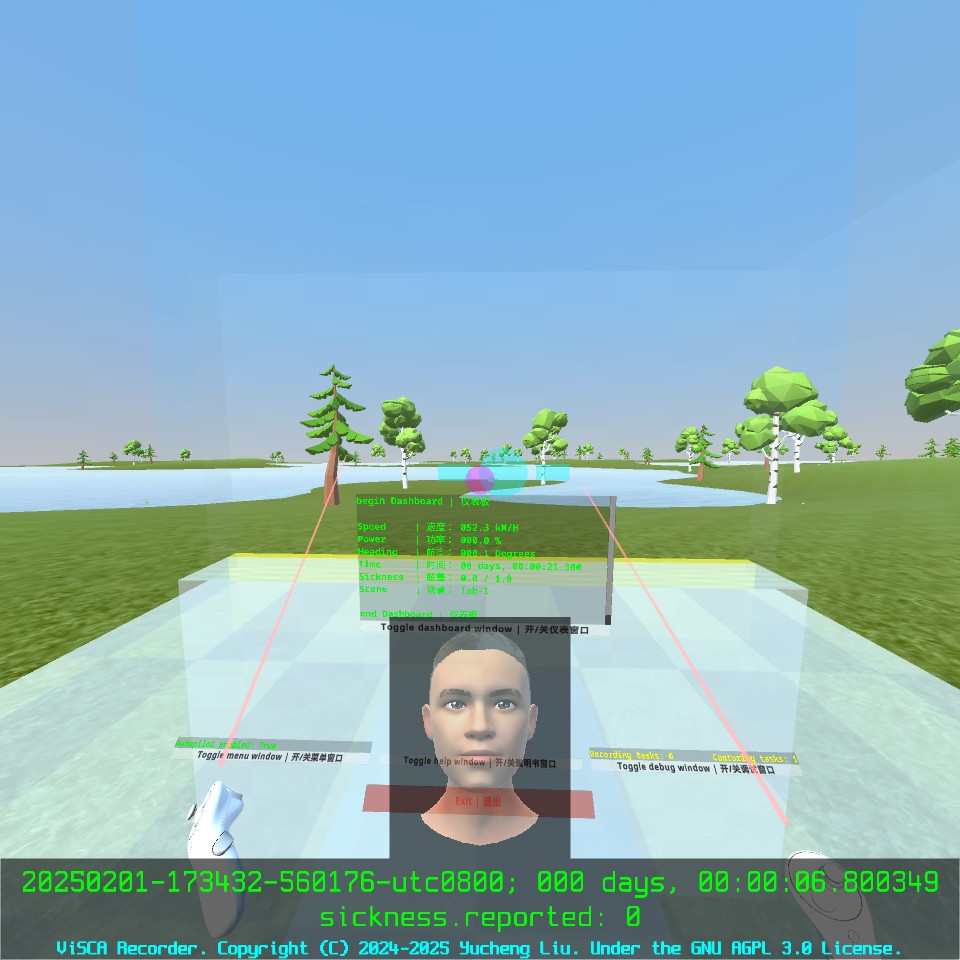 begin Dashboard | 仪表板
Speed | 速度： 052.3 kM/H
Power | 功率： 000.0 %
Heading | 航向： 000.1 Degrees
Time | 时间： 00 days, 00:00:21.300
Sickness | 眩晕： 0.0 / 1.0
Scene | 场景：
end Dashboard | 仪表板
Toggle dashboard window | 开/关仪表窗口
Autopilot enabled: True
Toggle menu window | 开/关菜单窗口
Toggle help window | 开/关说明书窗口
Recording tasks: 0 Capturing tasks: 1
Toggle debug window | 开/关调试窗口
Exit | 退出
20250201-173432-560176-utc0800; 000 days, 00:00:06.800349
sickness.reported: 0
ViSCA Recorder. Copyright (C) 2024-2025 Yucheng Liu. Under the GNU AGPL 3.0 License.